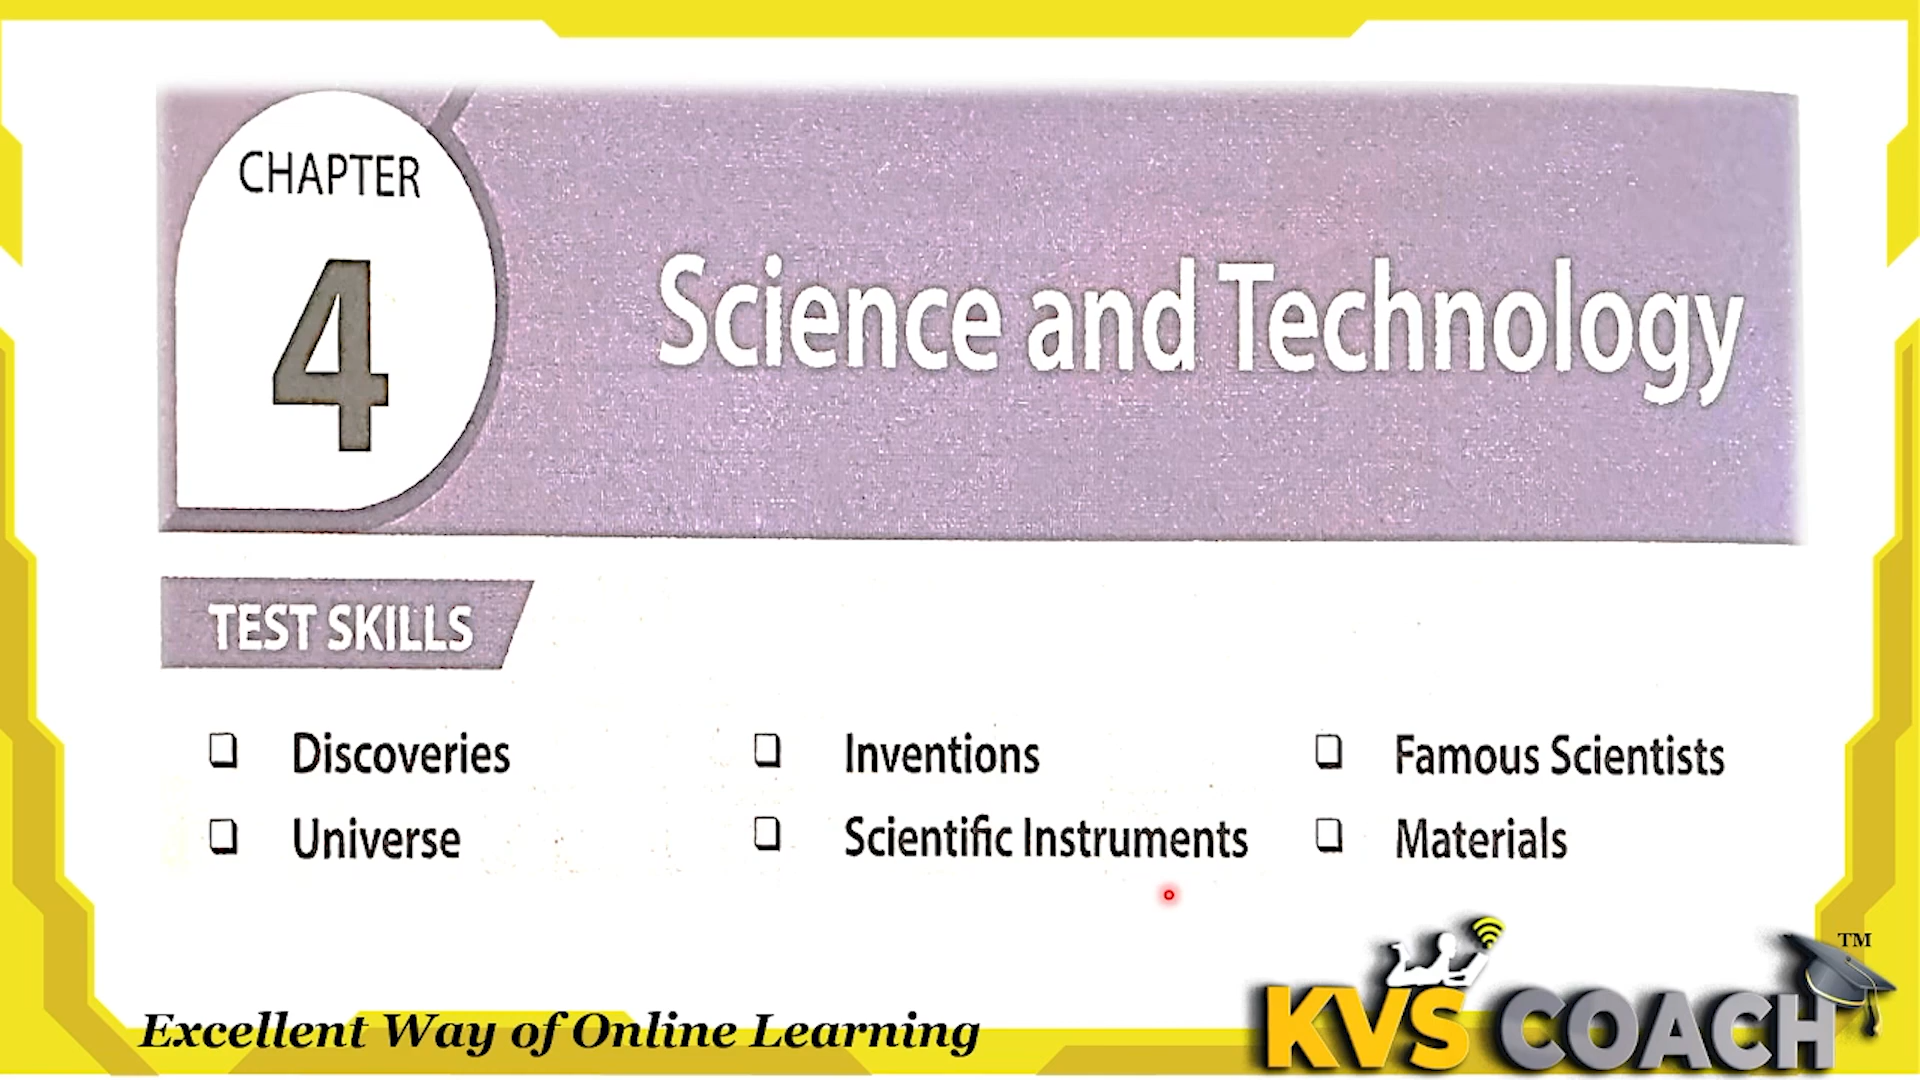 CHAPTER
4
Science and Technology
TEST SKILLS
❑ Discoveries ❑ Inventions ❑ Famous Scientists
❑ Universe ❑ Scientific Instruments ❑ Materials
Excellent Way of Online Learning
KVS COACH TM